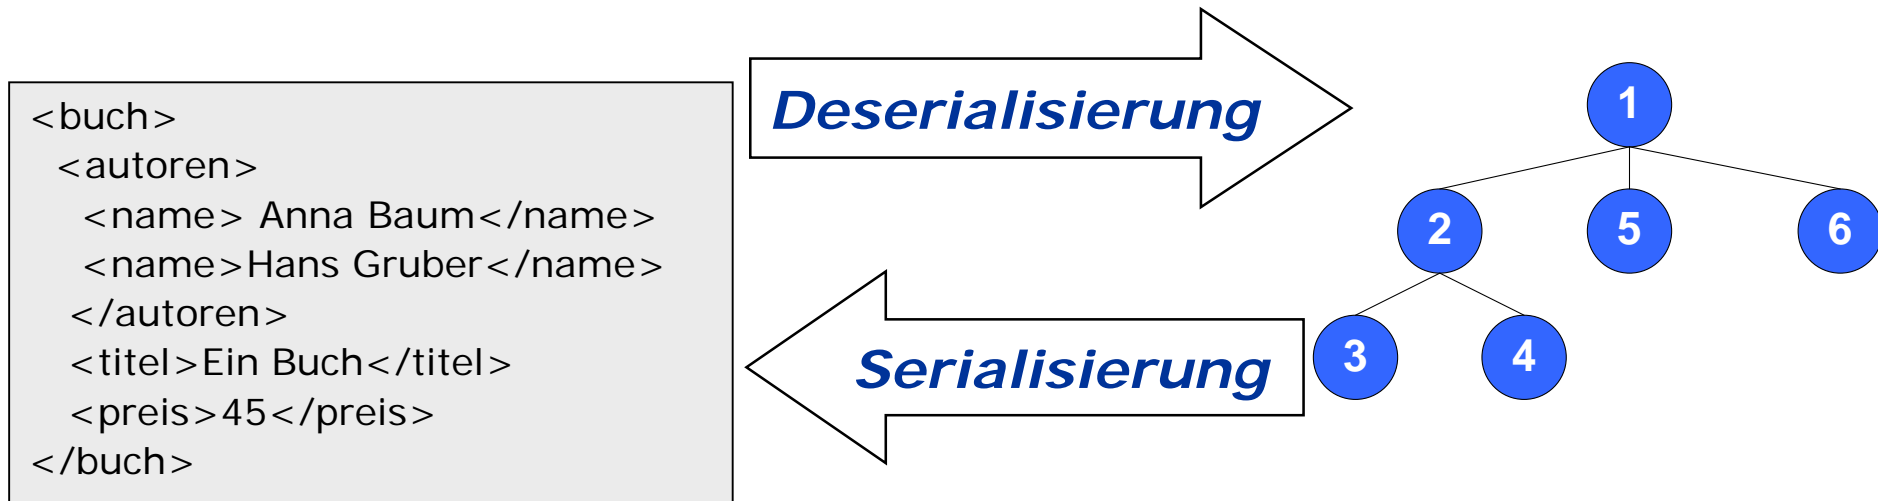 <buch>
<autoren>
<name> Anna Baum</name>
<name>Hans Gruber</name>
</autoren>
<titel>Ein Buch</titel>
<preis>45</preis>
</buch>
Deserialisierung
Serialisierung
1
2 5 6
3 4